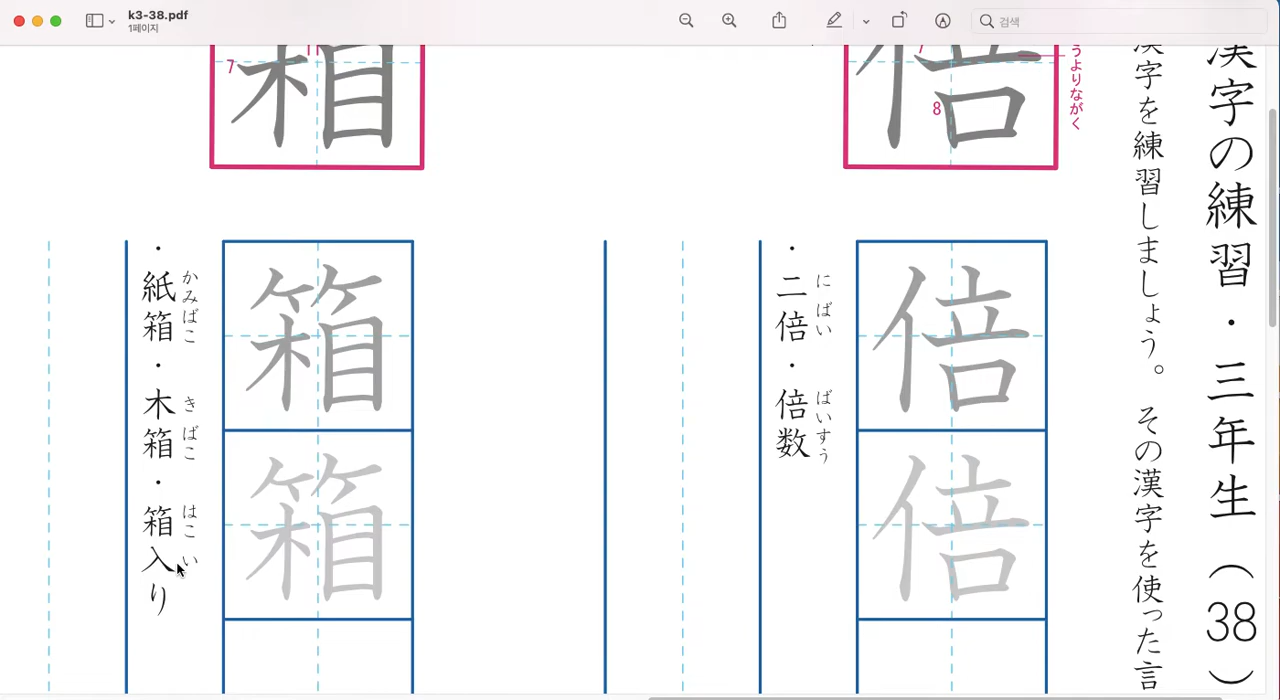 k3-38.pdf
1페이지
검색
漢字の練習・三年生(38)
漢字を練習しましょう。 その漢字を使った言
うよりながく
7
8
倍
倍
倍
にばい ばいすう
・二倍・倍数
7
11
箱
箱
箱
かみばこ きばこ はこい
・紙箱・木箱・箱入り